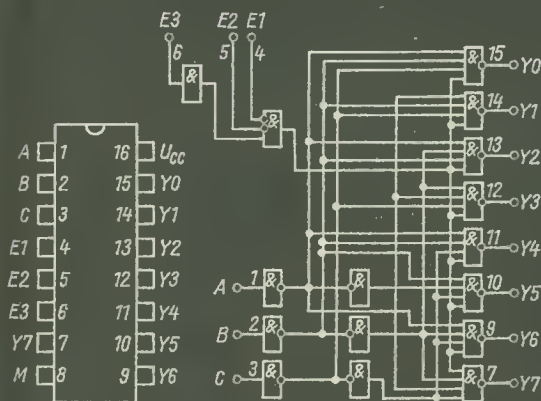 E3 E2 E1
6 5 4
& & 15 Y0
& 14 Y1
& 13 Y2
& 12 Y3
& 11 Y4
A 1 & & & 10 Y5
B 2 & & & 9 Y6
C 3 & & & 7 Y7
&
A 1 16 Ucc
B 2 15 Y0
C 3 14 Y1
E1 4 13 Y2
E2 5 12 Y3
E3 6 11 Y4
Y7 7 10 Y5
M 8 9 Y6